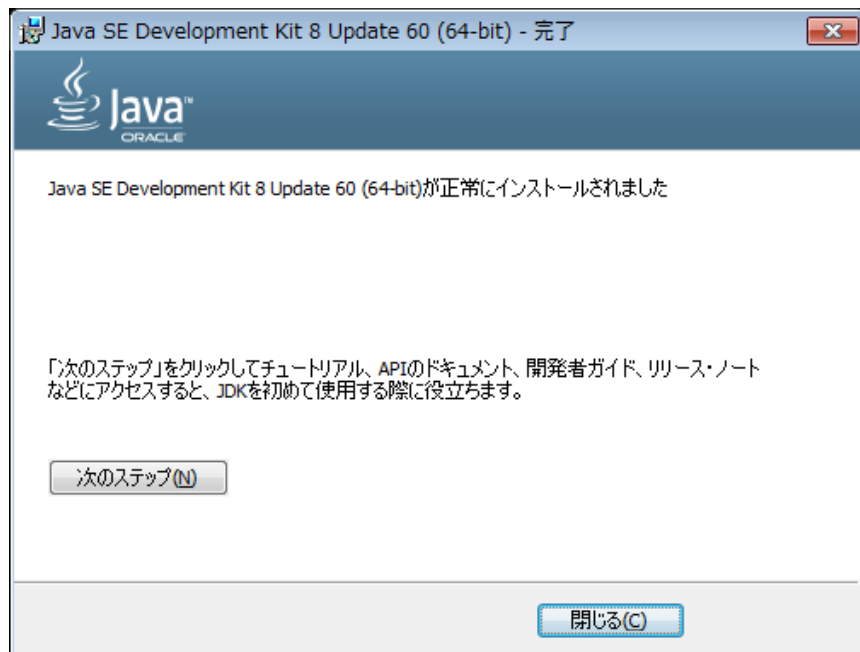 Java SE Development Kit 8 Update 60 (64-bit) - 完了
Java™
ORACLE
Java SE Development Kit 8 Update 60 (64-bit)が正常にインストールされました
「次のステップ」をクリックしてチュートリアル、APIのドキュメント、開発者ガイド、リリース・ノート
などにアクセスすると、JDKを初めて使用する際に役立ちます。
次のステップ(N)
閉じる(C)